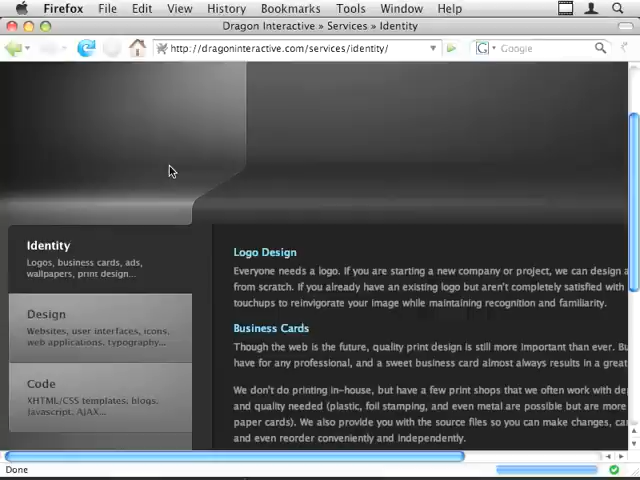 Firefox File Edit View History Bookmarks Tools Window Help
Dragon Interactive » Services » Identity
http://dragoninteractive.com/services/identity/
Google
Identity
Logos, business cards, ads,
wallpapers, print design...
Design
Websites, user interfaces, icons,
web applications, typography...
Code
XHTML/CSS templates, blogs,
Javascript, AJAX...
Logo Design
Everyone needs a logo. If you are starting a new company or project, we can design a
from scratch. If you already have an existing logo but aren't completely satisfied with
touchups to reinvigorate your image while maintaining recognition and familiarity.
Business Cards
Though the web is the future, quality print design is still more important than ever. Bu
have for any professional, and a sweet business card almost always results in a great
We don't do printing in-house, but have a few print shops that we often work with de
and quality needed (plastic, foil stamping, and even metal are possible but are more
paper cards). We also provide you with the source files so you can make changes, ca
and even reorder conveniently and independently.
Done